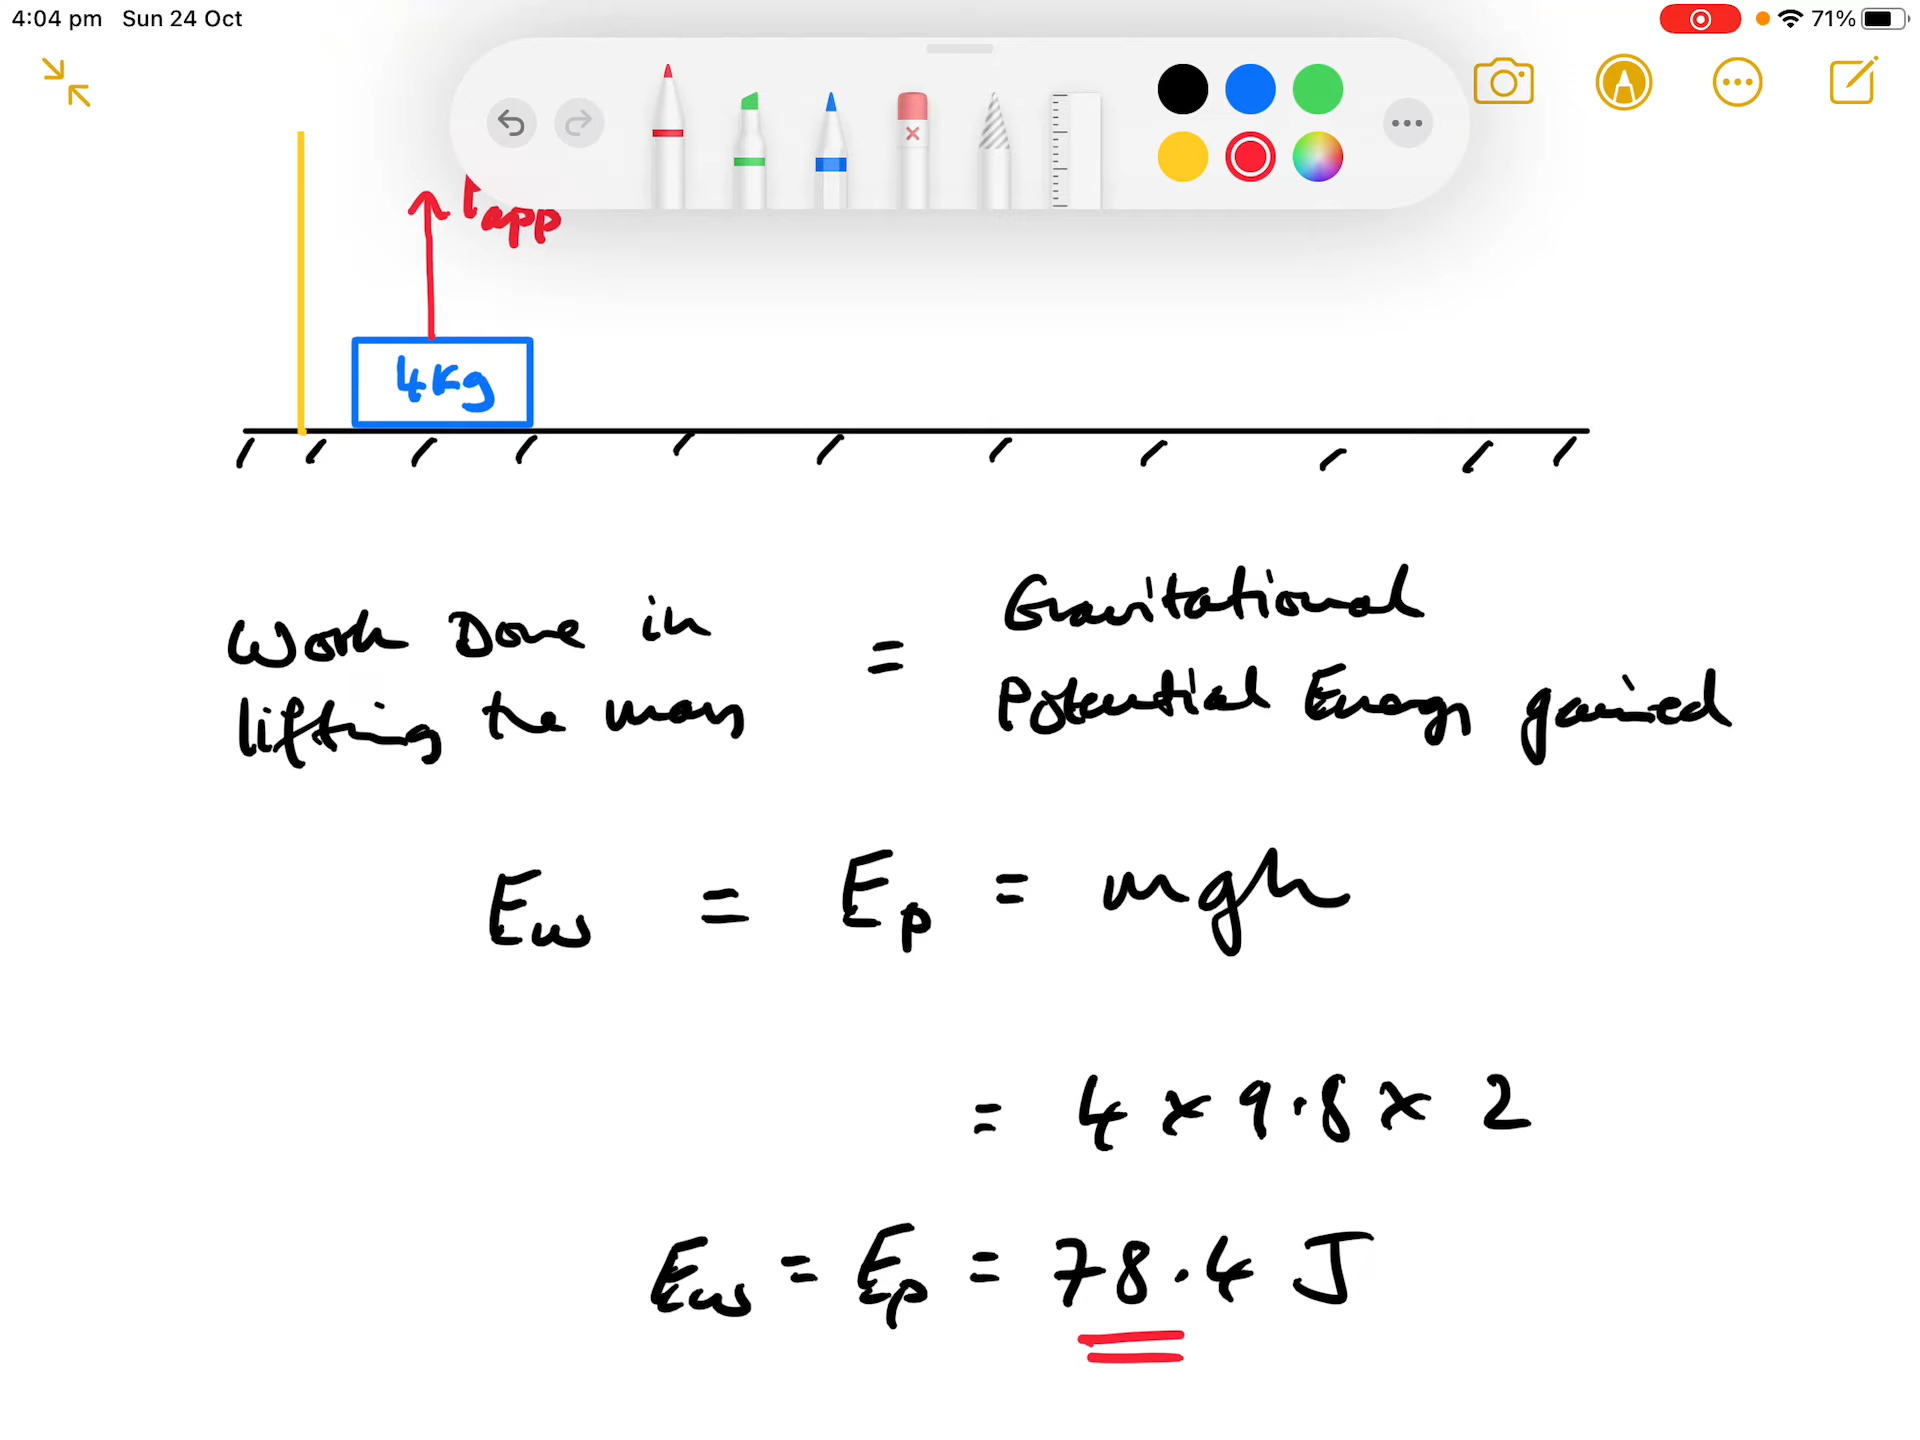 4:04 pm Sun 24 Oct
71%
Fapp
4Kg
Work Done in
lifting the mass
=
Gravitational
Potential Energy gained
Ew = Ep = mgh
= 4 × 9.8 × 2
Ew = Ep = 78.4 J